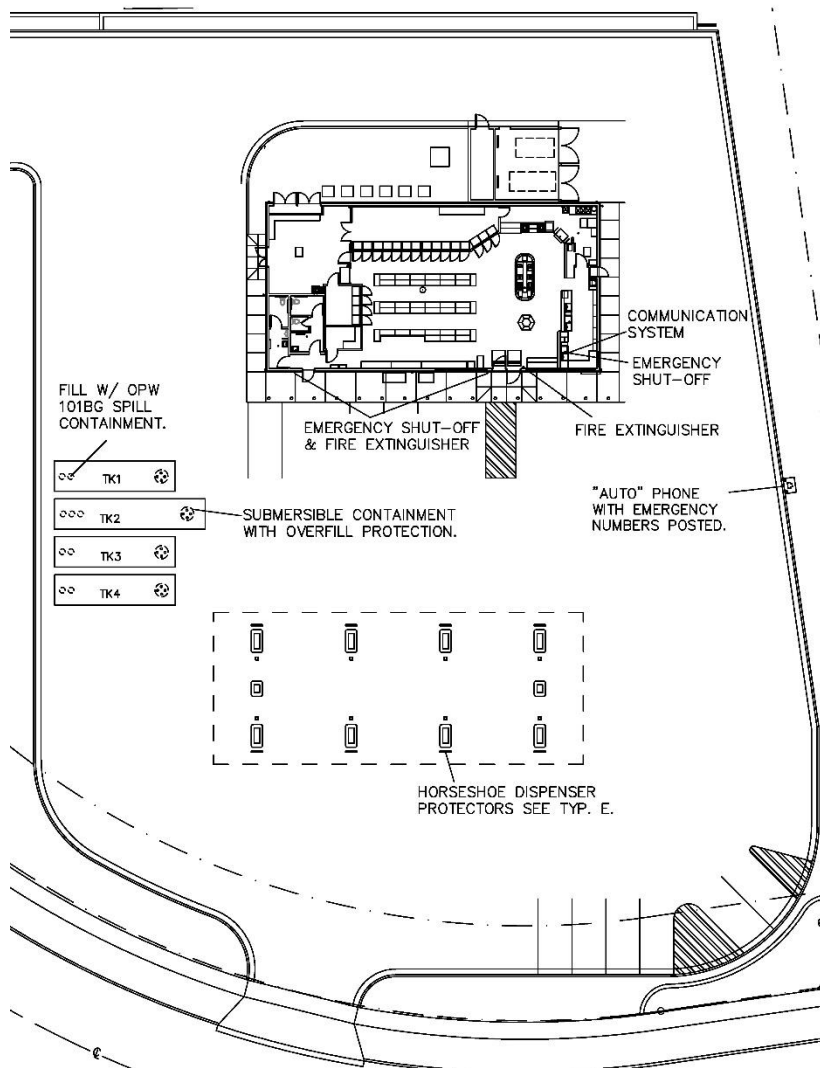 COMMUNICATION
SYSTEM
EMERGENCY
SHUT-OFF
FILL W/ OPW
101BG SPILL
CONTAINMENT.
EMERGENCY SHUT-OFF
& FIRE EXTINGUISHER
FIRE EXTINGUISHER
TK1
"AUTO" PHONE
WITH EMERGENCY
NUMBERS POSTED.
TK2
SUBMERSIBLE CONTAINMENT
WITH OVERFILL PROTECTION.
TK3
TK4
HORSESHOE DISPENSER
PROTECTORS SEE TYP. E.
℄